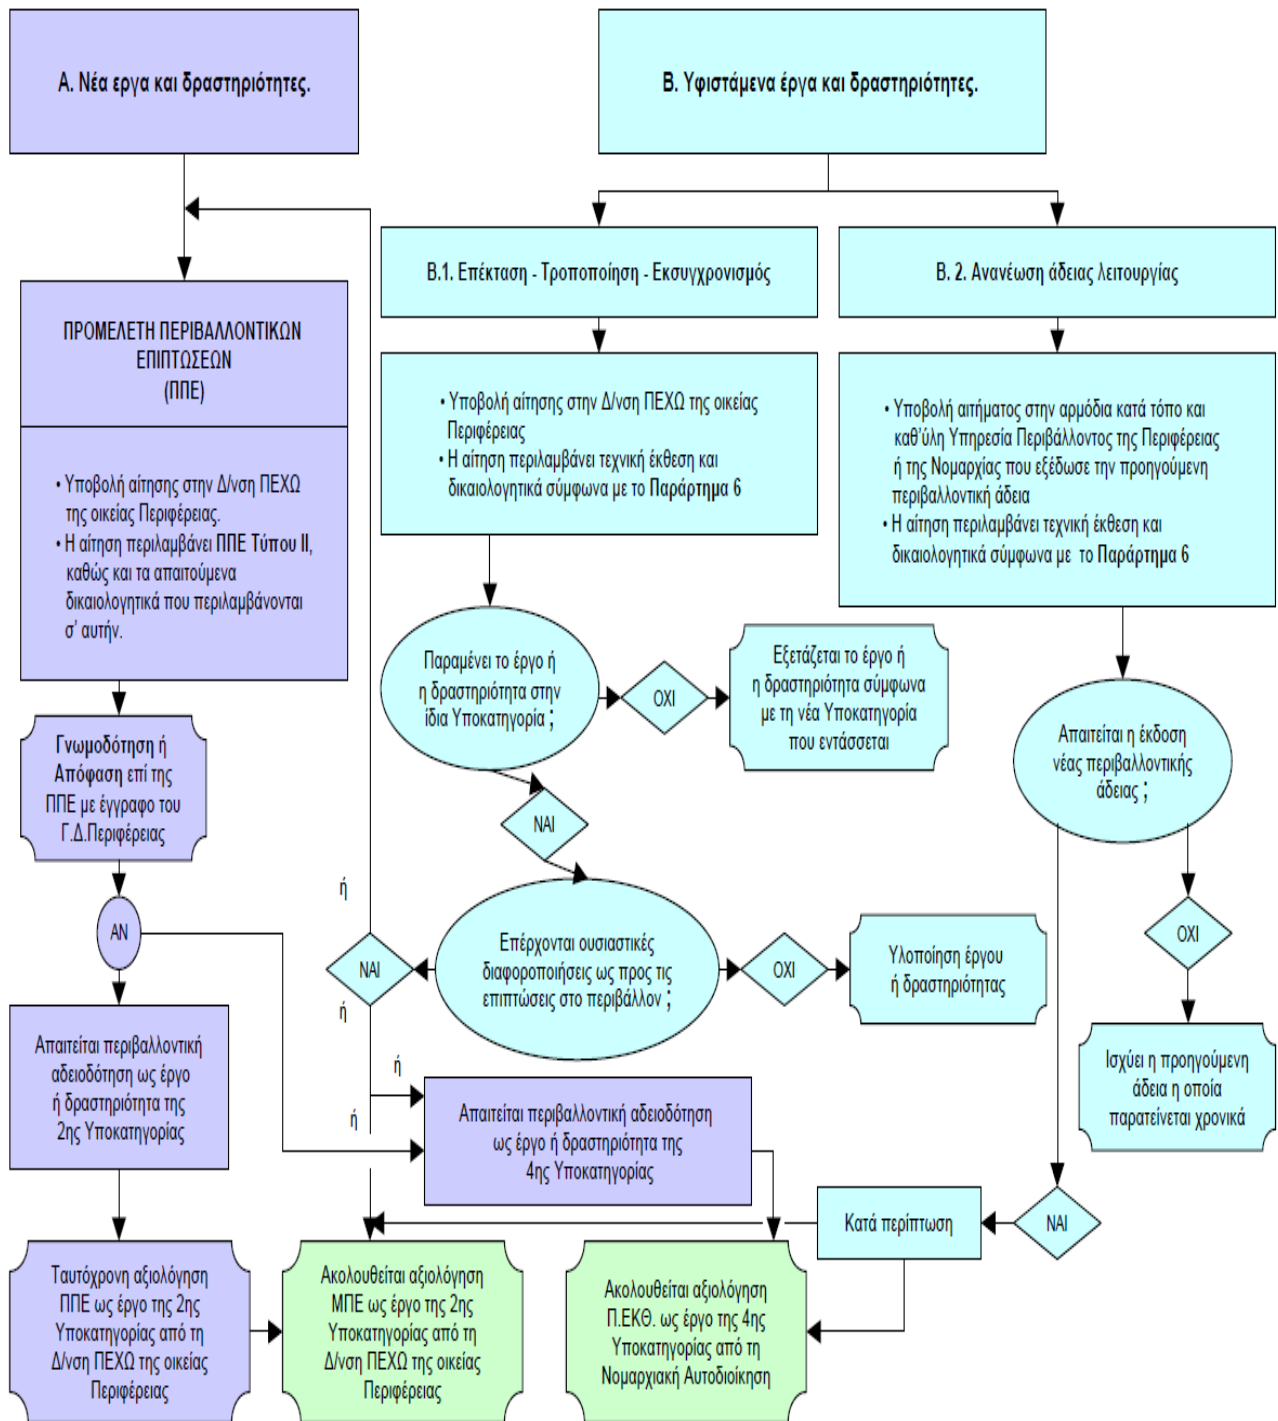 Α. Νέα εργα και δραστηριότητες.
Β. Υφιστάμενα έργα και δραστηριότητες.
Β.1. Επέκταση - Τροποποίηση - Εκσυγχρονισμός
Β. 2. Ανανέωση άδειας λειτουργίας
ΠΡΟΜΕΛΕΤΗ ΠΕΡΙΒΑΛΛΟΝΤΙΚΩΝ
ΕΠΙΠΤΩΣΕΩΝ
(ΠΠΕ)
• Υποβολή αίτησης στην Δ/νση ΠΕΧΩ
της οικείας Περιφέρειας.
• Η αίτηση περιλαμβάνει ΠΠΕ Τύπου ΙΙ,
καθώς και τα απαιτούμενα
δικαιολογητικά που περιλαμβάνονται
σ' αυτήν.
• Υποβολή αίτησης στην Δ/νση ΠΕΧΩ της οικείας
Περιφέρειας
• Η αίτηση περιλαμβάνει τεχνική έκθεση και
δικαιολογητικά σύμφωνα με το Παράρτημα 6
• Υποβολή αιτήματος στην αρμόδια κατά τόπο και
καθ'ύλη Υπηρεσία Περιβάλλοντος της Περιφέρειας
ή της Νομαρχίας που εξέδωσε την προηγούμενη
περιβαλλοντική άδεια
• Η αίτηση περιλαμβάνει τεχνική έκθεση και
δικαιολογητικά σύμφωνα με το Παράρτημα 6
Παραμένει το έργο ή
η δραστηριότητα στην
ίδια Υποκατηγορία ;
ΟΧΙ
Εξετάζεται το έργο ή
η δραστηριότητα σύμφωνα
με τη νέα Υποκατηγορία
που εντάσσεται
Απαιτείται η έκδοση
νέας περιβαλλοντικής
άδειας ;
Γνωμοδότηση ή
Απόφαση επί της
ΠΠΕ με έγγραφο του
Γ.Δ.Περιφέρειας
ΝΑΙ
ή
ΑΝ
ΝΑΙ
Επέρχονται ουσιαστικές
διαφοροποιήσεις ως προς τις
επιπτώσεις στο περιβάλλον ;
ΟΧΙ
Υλοποίηση έργου
ή δραστηριότητας
ΟΧΙ
ή
Απαιτείται περιβαλλοντική
αδειοδότηση ως έργο
ή δραστηριότητα της
2ης Υποκατηγορίας
ή
ή
Απαιτείται περιβαλλοντική αδειοδότηση
ως έργο ή δραστηριότητα της
4ης Υποκατηγορίας
Ισχύει η προηγούμενη
άδεια η οποία
παρατείνεται χρονικά
Κατά περίπτωση
ΝΑΙ
Ταυτόχρονη αξιολόγηση
ΠΠΕ ως έργο της 2ης
Υποκατηγορίας από τη
Δ/νση ΠΕΧΩ της οικείας
Περιφέρειας
Ακολουθείται αξιολόγηση
ΜΠΕ ως έργο της 2ης
Υποκατηγορίας από τη
Δ/νση ΠΕΧΩ της οικείας
Περιφέρειας
Ακολουθείται αξιολόγηση
Π.ΕΚΘ. ως έργο της 4ης
Υποκατηγορίας από τη
Νομαρχιακή Αυτοδιοίκηση